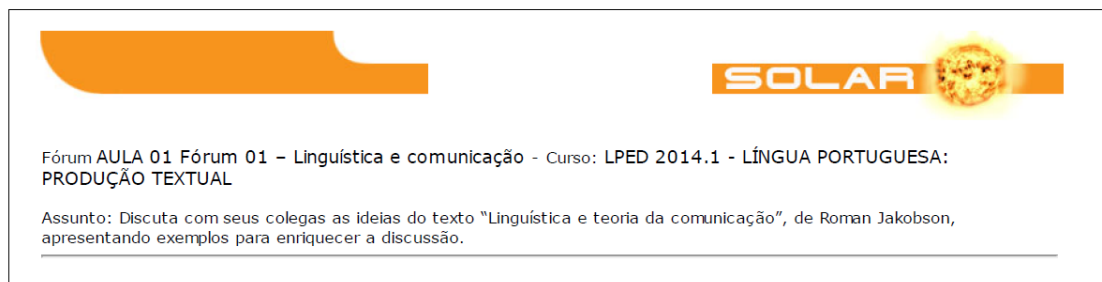 SOLAR
Fórum AULA 01 Fórum 01 – Linguística e comunicação - Curso: LPED 2014.1 - LÍNGUA PORTUGUESA:
PRODUÇÃO TEXTUAL
Assunto: Discuta com seus colegas as ideias do texto “Linguística e teoria da comunicação”, de Roman Jakobson,
apresentando exemplos para enriquecer a discussão.